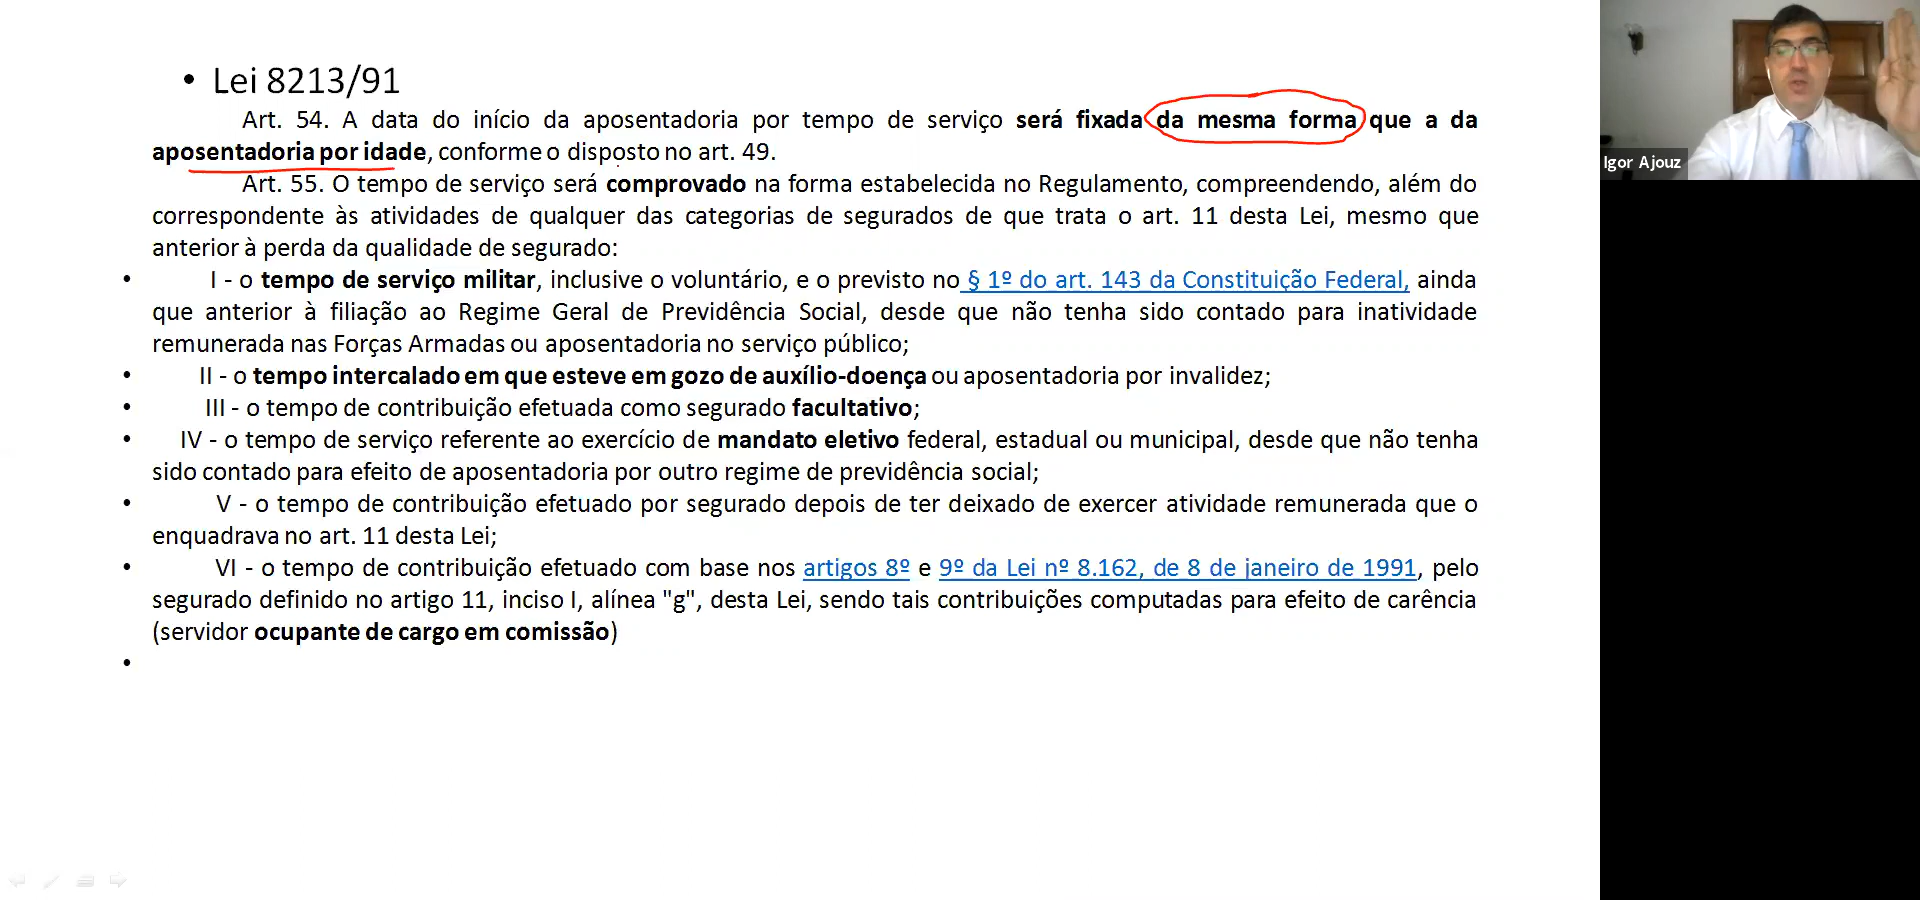 • Lei 8213/91
Art. 54. A data do início da aposentadoria por tempo de serviço será fixada da mesma forma que a da
aposentadoria por idade, conforme o disposto no art. 49.
Art. 55. O tempo de serviço será comprovado na forma estabelecida no Regulamento, compreendendo, além do
correspondente às atividades de qualquer das categorias de segurados de que trata o art. 11 desta Lei, mesmo que
anterior à perda da qualidade de segurado:
• I - o tempo de serviço militar, inclusive o voluntário, e o previsto no § 1º do art. 143 da Constituição Federal, ainda
que anterior à filiação ao Regime Geral de Previdência Social, desde que não tenha sido contado para inatividade
remunerada nas Forças Armadas ou aposentadoria no serviço público;
• II - o tempo intercalado em que esteve em gozo de auxílio-doença ou aposentadoria por invalidez;
• III - o tempo de contribuição efetuada como segurado facultativo;
• IV - o tempo de serviço referente ao exercício de mandato eletivo federal, estadual ou municipal, desde que não tenha
sido contado para efeito de aposentadoria por outro regime de previdência social;
• V - o tempo de contribuição efetuado por segurado depois de ter deixado de exercer atividade remunerada que o
enquadrava no art. 11 desta Lei;
• VI - o tempo de contribuição efetuado com base nos artigos 8º e 9º da Lei nº 8.162, de 8 de janeiro de 1991, pelo
segurado definido no artigo 11, inciso I, alínea "g", desta Lei, sendo tais contribuições computadas para efeito de carência
(servidor ocupante de cargo em comissão)
•
Igor Ajouz